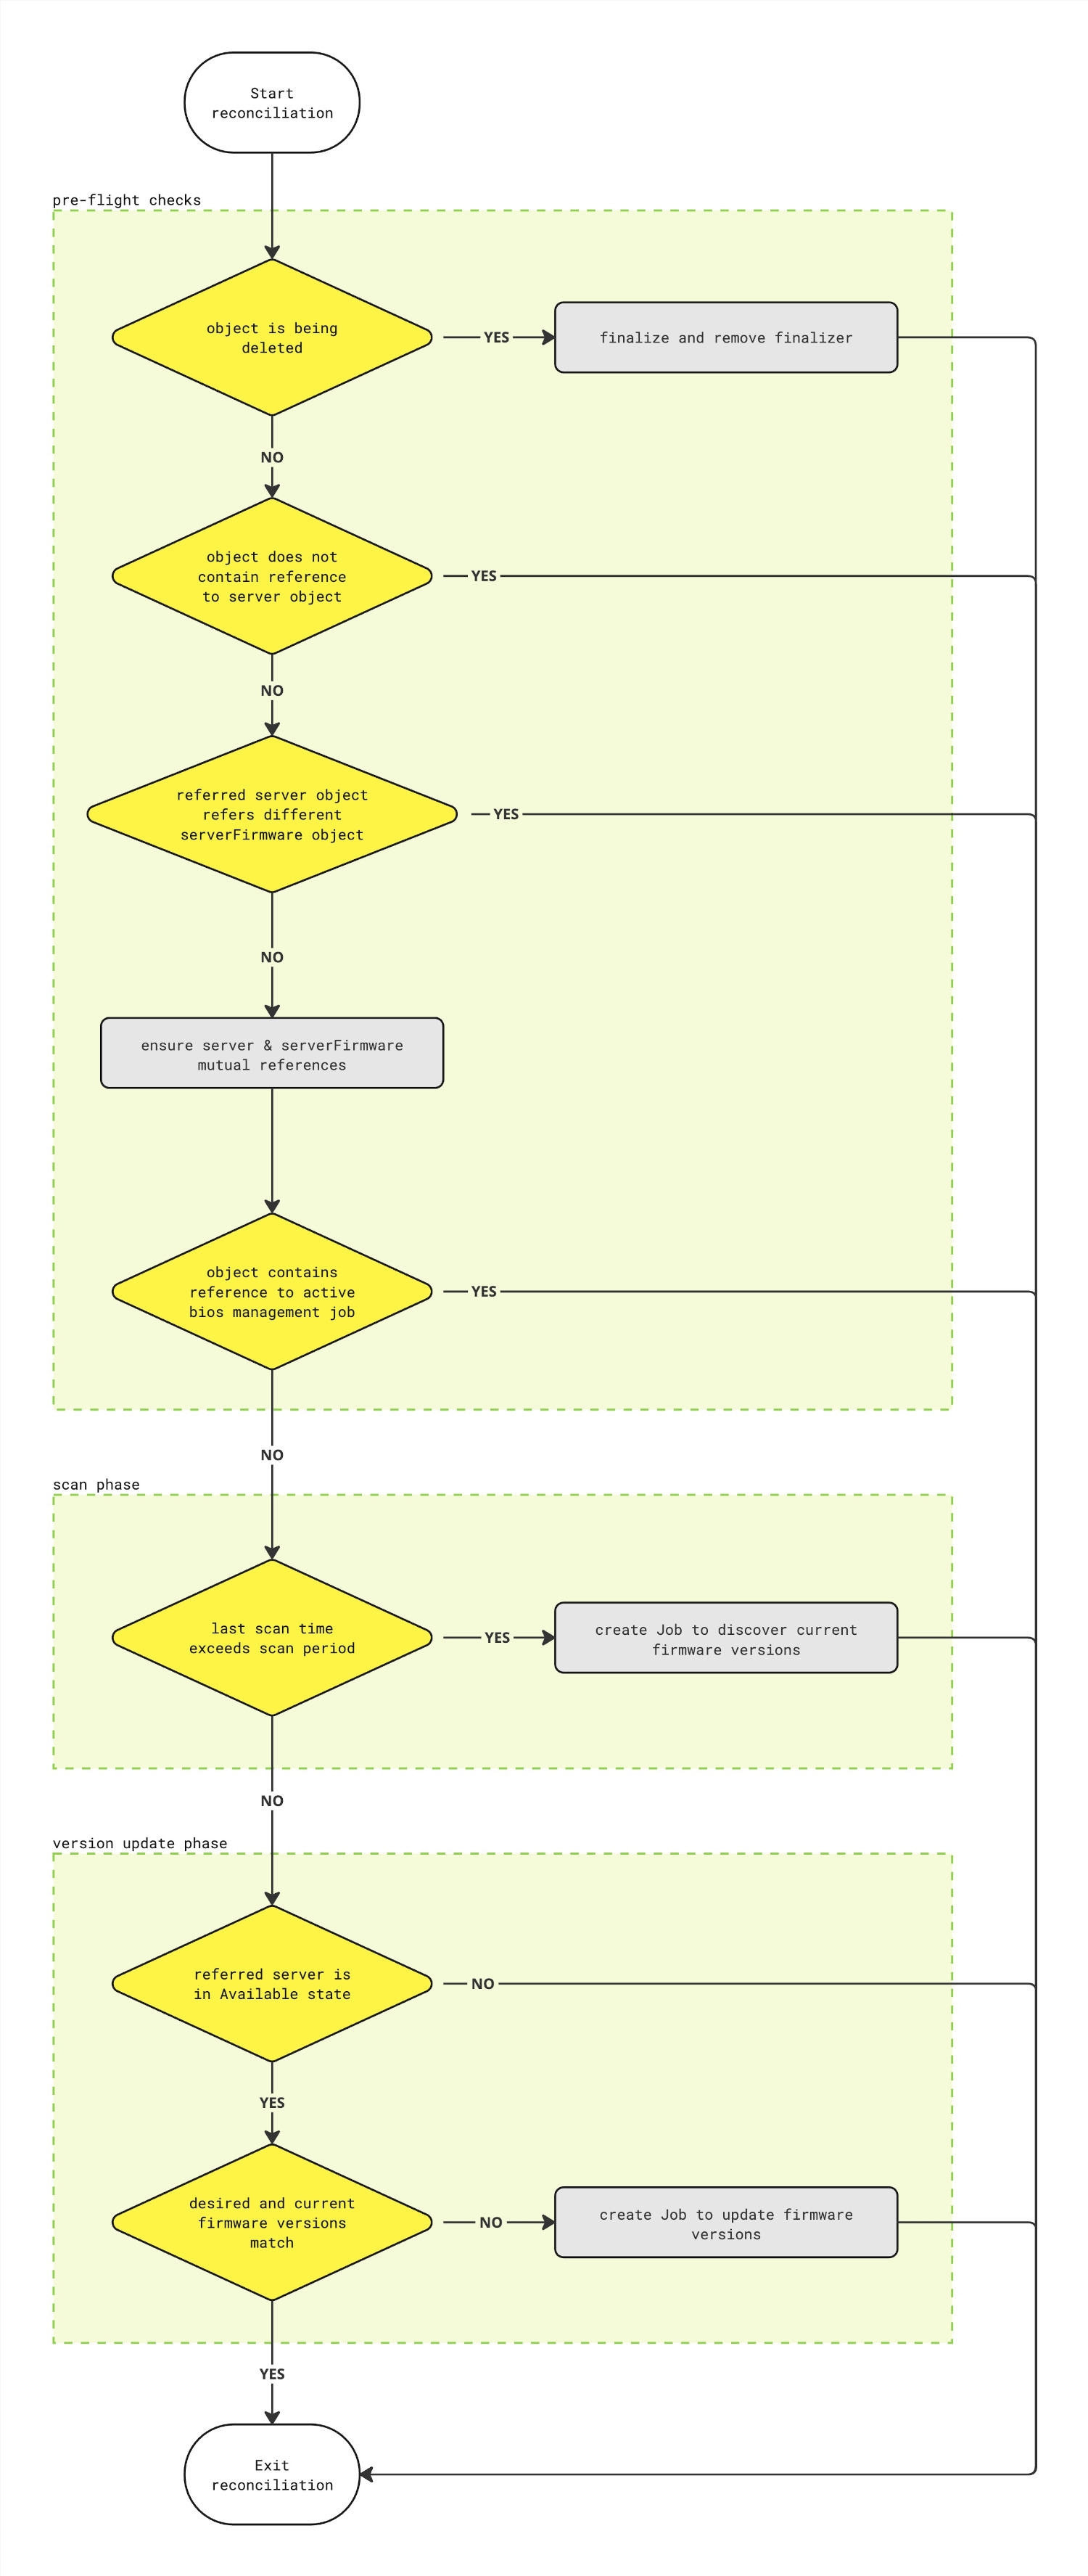 Start
reconciliation
pre-flight checks
object is being
deleted
YES
finalize and remove finalizer
NO
object does not
contain reference
to server object
YES
NO
referred server object
refers different
serverFirmware object
YES
NO
ensure server & serverFirmware
mutual references
object contains
reference to active
bios management job
YES
NO
scan phase
last scan time
exceeds scan period
YES
create Job to discover current
firmware versions
NO
version update phase
referred server is
in Available state
NO
YES
desired and current
firmware versions
match
NO
create Job to update firmware
versions
YES
Exit
reconciliation